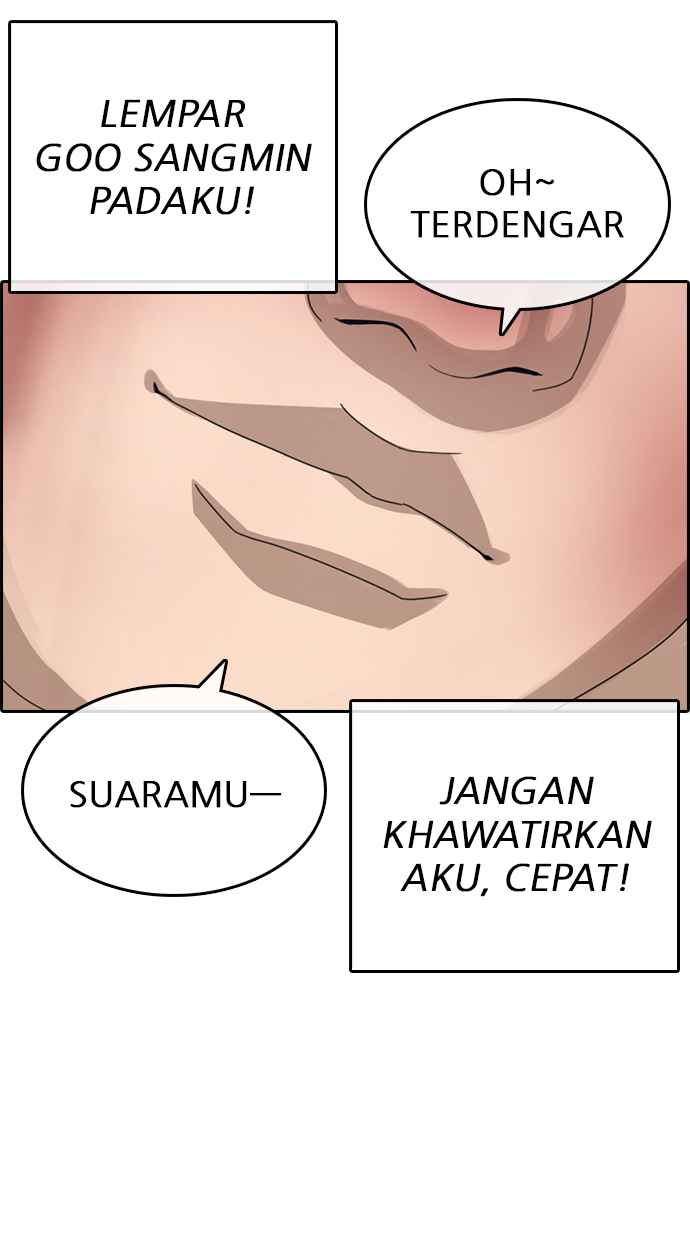 LEMPAR
GOO SANGMIN
PADAKU!
OH~
TERDENGAR
SUARAMU—
JANGAN
KHAWATIRKAN
AKU, CEPAT!